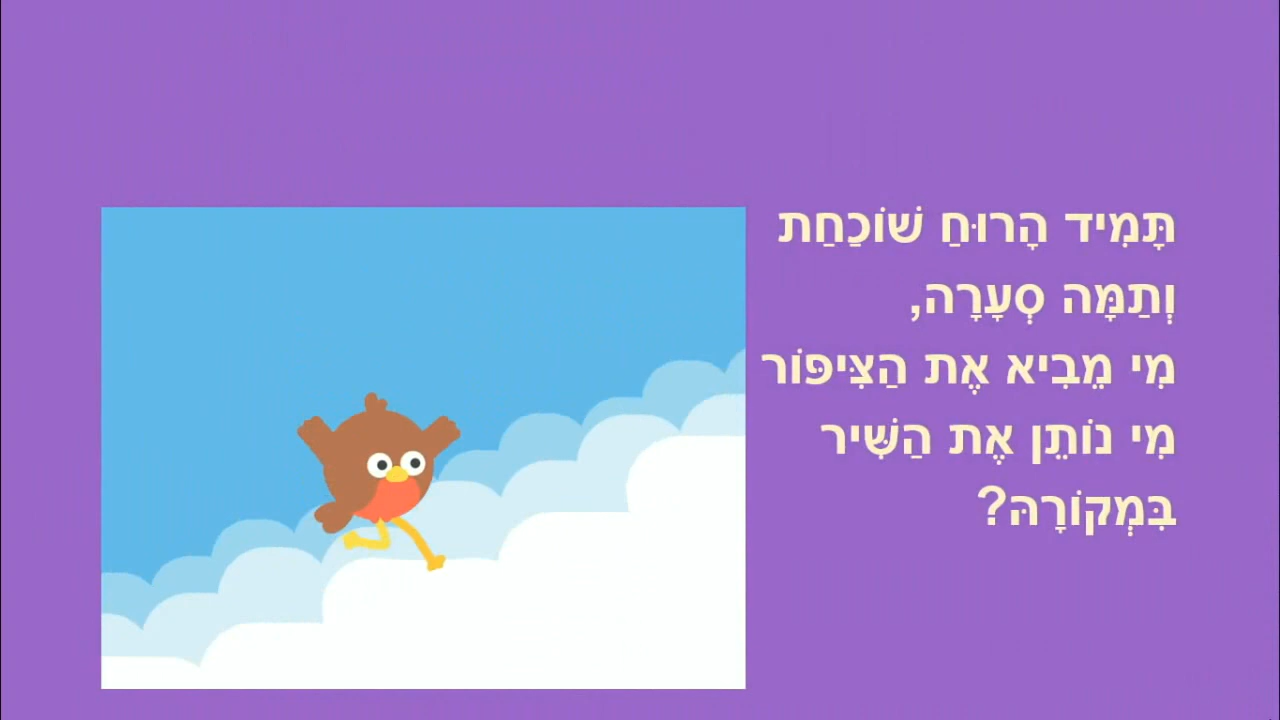 תָּמִיד הָרוּחַ שׁוֹכַחַת
וְתַמָּה סְעָרָה,
מִי מֵבִיא אֶת הַצִּיפּוֹר
מִי נוֹתֵן אֶת הַשִּׁיר
בִּמְקוֹרָהּ?